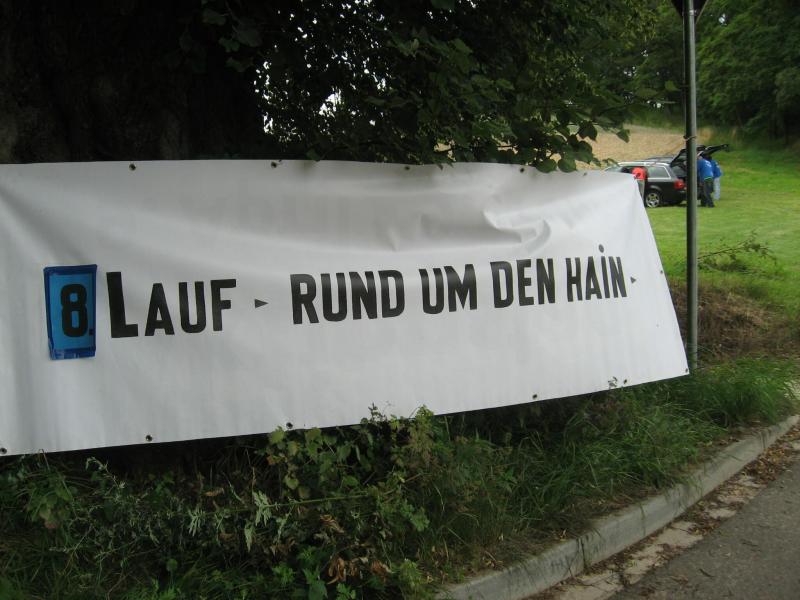 8. LAUF ► RUND UM DEN HAIN ►